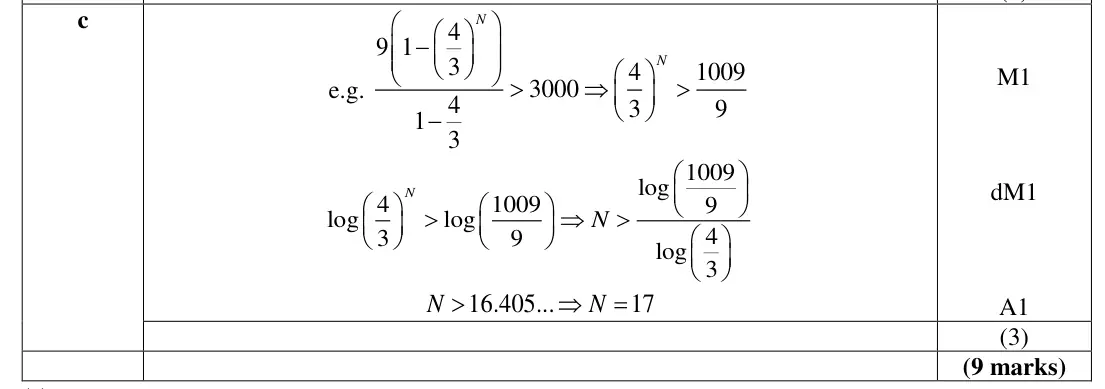 c
e.g. 9(1−(4/3)^N)/(1−4/3) > 3000 ⇒ (4/3)^N > 1009/9
M1
log(4/3)^N > log(1009/9) ⇒ N > log(1009/9)/log(4/3)
dM1
N > 16.405... ⇒ N = 17
A1
(3)
(9 marks)